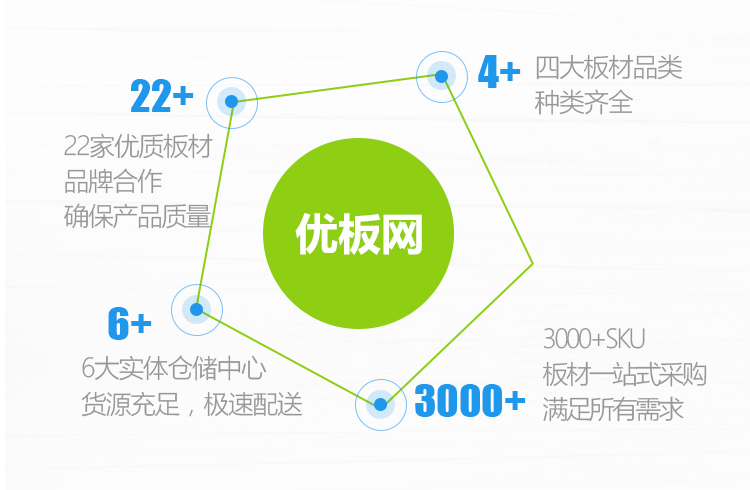 22+
22家优质板材
品牌合作
确保产品质量
4+
四大板材品类
种类齐全
优板网
6+
6大实体仓储中心
货源充足，极速配送
3000+
3000+SKU
板材一站式采购
满足所有需求